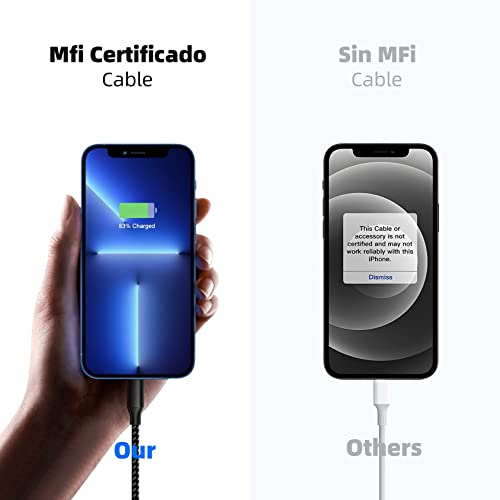 Mfi Certificado
Cable
83% Charged
Our
Sin MFi
Cable
This Cable or
accessory is not
certified and may not
work reliably with this
iPhone.
Dismiss
Others